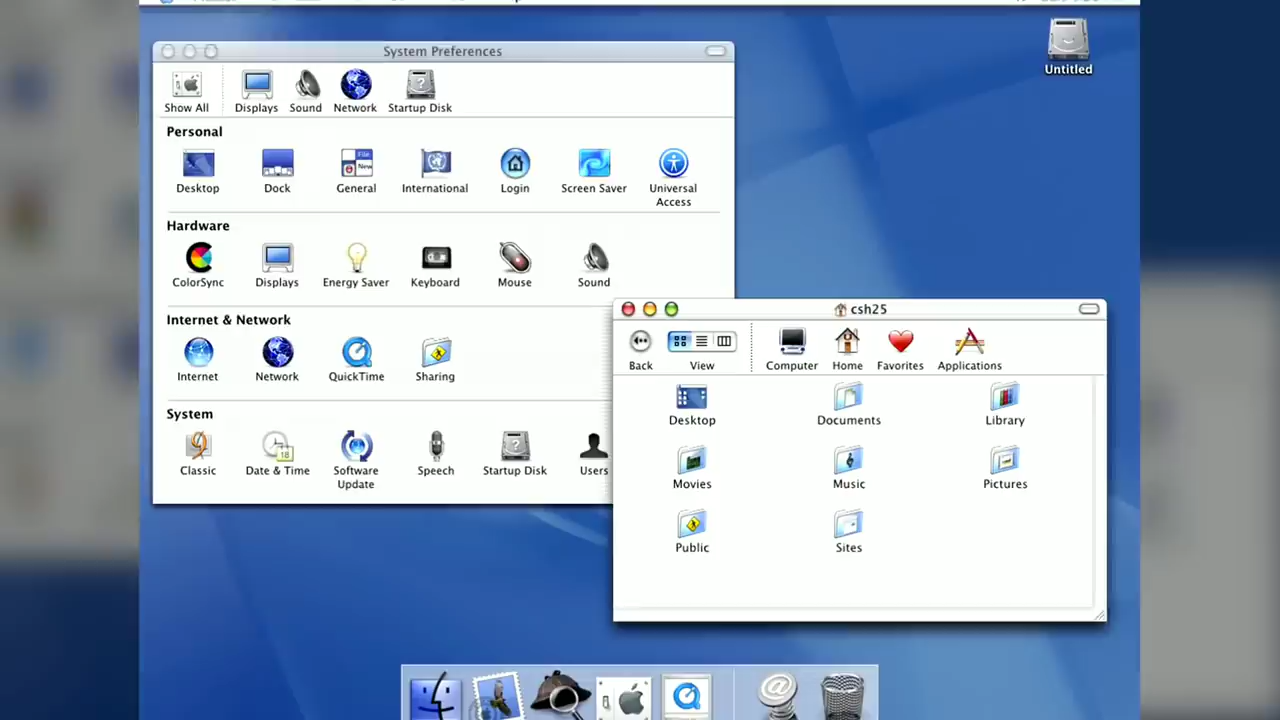 System Preferences
Show All
Displays
Sound
Network
Startup Disk
Personal
Desktop
Dock
General
International
Login
Screen Saver
Universal
Access
Hardware
ColorSync
Displays
Energy Saver
Keyboard
Mouse
Sound
Internet & Network
Internet
Network
QuickTime
Sharing
System
Classic
Date & Time
Software
Update
Speech
Startup Disk
Users
File
New
18
Untitled
csh25
Back
View
Computer
Home
Favorites
Applications
Desktop
Documents
Library
Movies
Music
Pictures
Public
Sites